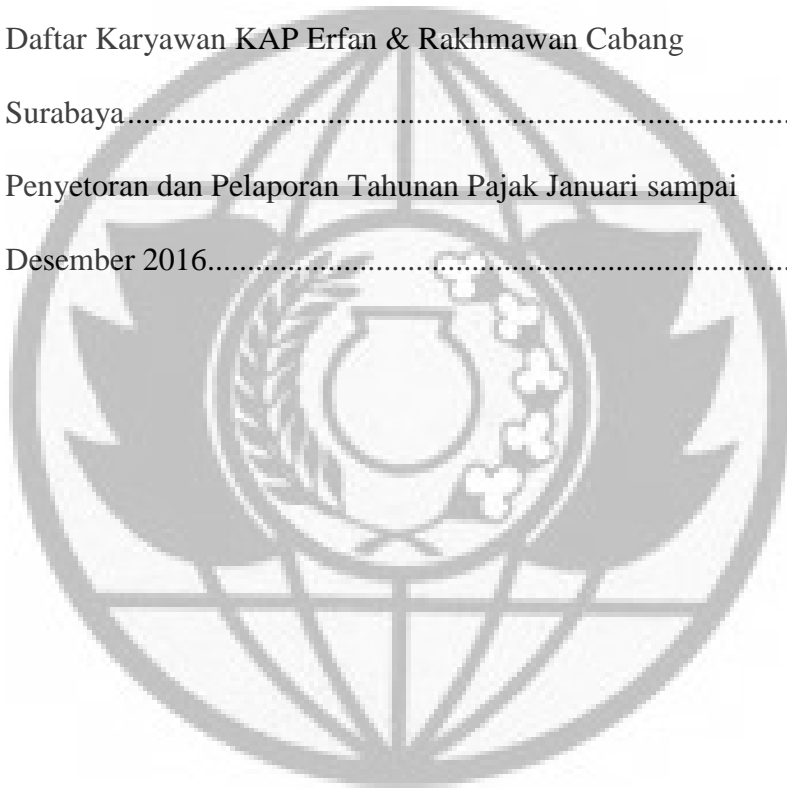 Daftar Karyawan KAP Erfan & Rakhmawan Cabang
Surabaya....................................................................................
Penyetoran dan Pelaporan Tahunan Pajak Januari sampai
Desember 2016..........................................................................